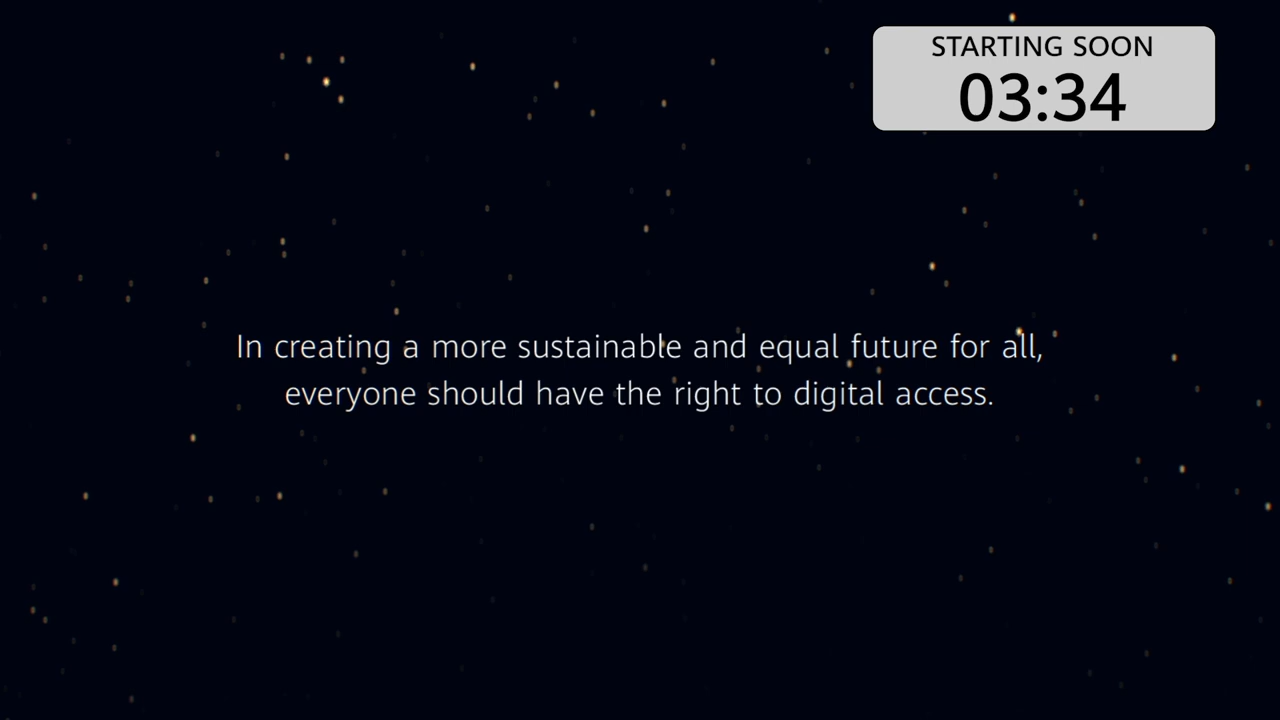 STARTING SOON
03:34
In creating a more sustainable and equal future for all,
everyone should have the right to digital access.